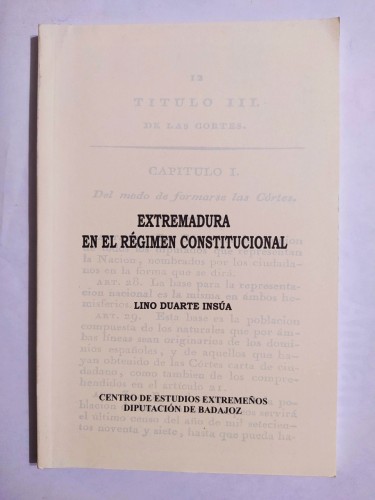 12
TITULO III.
DE LAS CORTES.
CAPITULO I.
Del modo de formarse las Córtes.
EXTREMADURA
EN EL RÉGIMEN CONSTITUCIONAL
que representan
la Nacion, nombrados por los ciudada-
nos en la forma que se dirá.
ART. 28. La base para la representa-
cion nacional es la misma en ambos he-
misferios.
LINO DUARTE INSÚA
ART. 29. Esta base es la poblacion
compuesta de los naturales que por am-
bas líneas sean originarios de los domi-
nios españoles, y de aquellos que hayan
obtenido de las Córtes carta de ciu-
dadano, como tambien de los compre-
hendidos en el artículo 21.
CENTRO DE ESTUDIOS EXTREMEÑOS
DIPUTACIÓN DE BADAJOZ
el último censo del año de mil setecien-
tos noventa y siete, hasta que pueda ha-